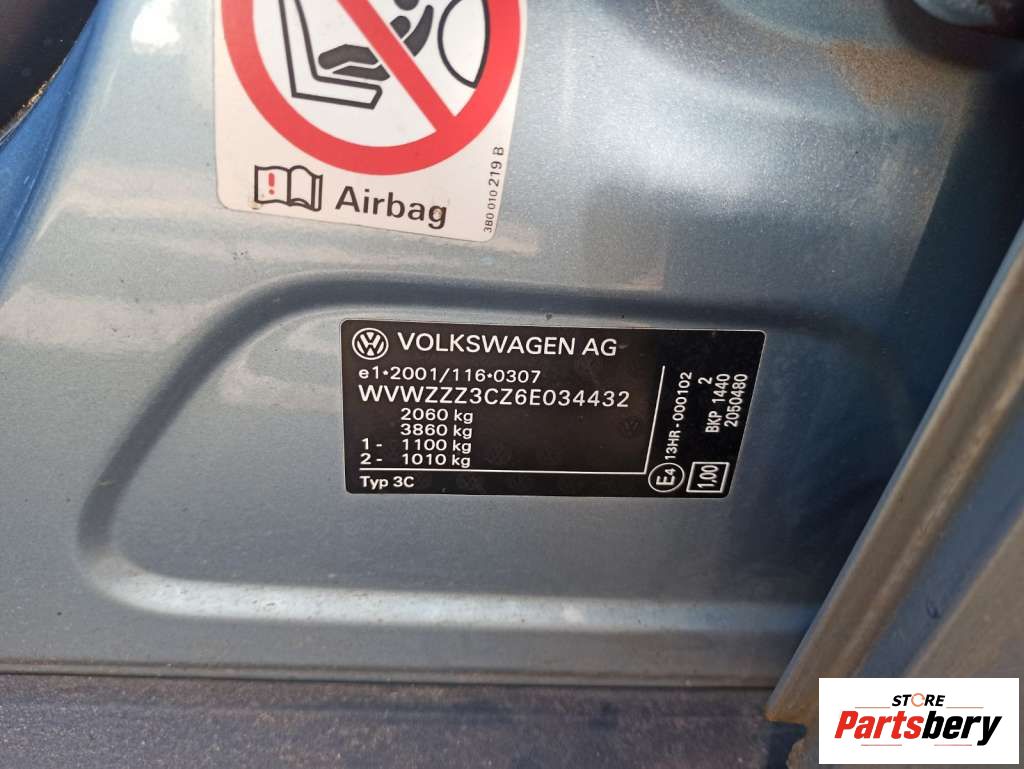 Airbag
3B0 010 219 B
VOLKSWAGEN AG
e1•2001/116•0307
WVWZZZ3CZ6E034432
2060 kg
3860 kg
1 - 1100 kg
2 - 1010 kg
Typ 3C
E4 13HR-000102
2
BKP 1440
2050480
1,00
STORE
Partsbery